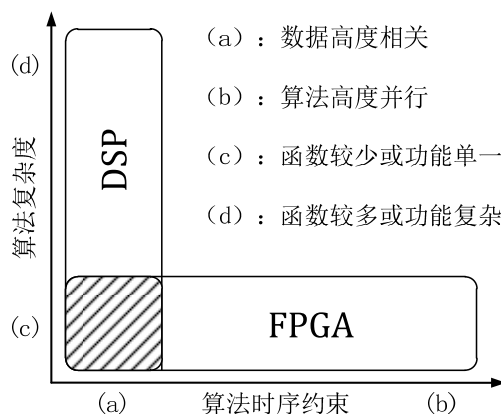 (a)：数据高度相关
(b)：算法高度并行
(c)：函数较少或功能单一
(d)：函数较多或功能复杂
(d)
算法复杂度
DSP
(c)
FPGA
(a)
算法时序约束
(b)